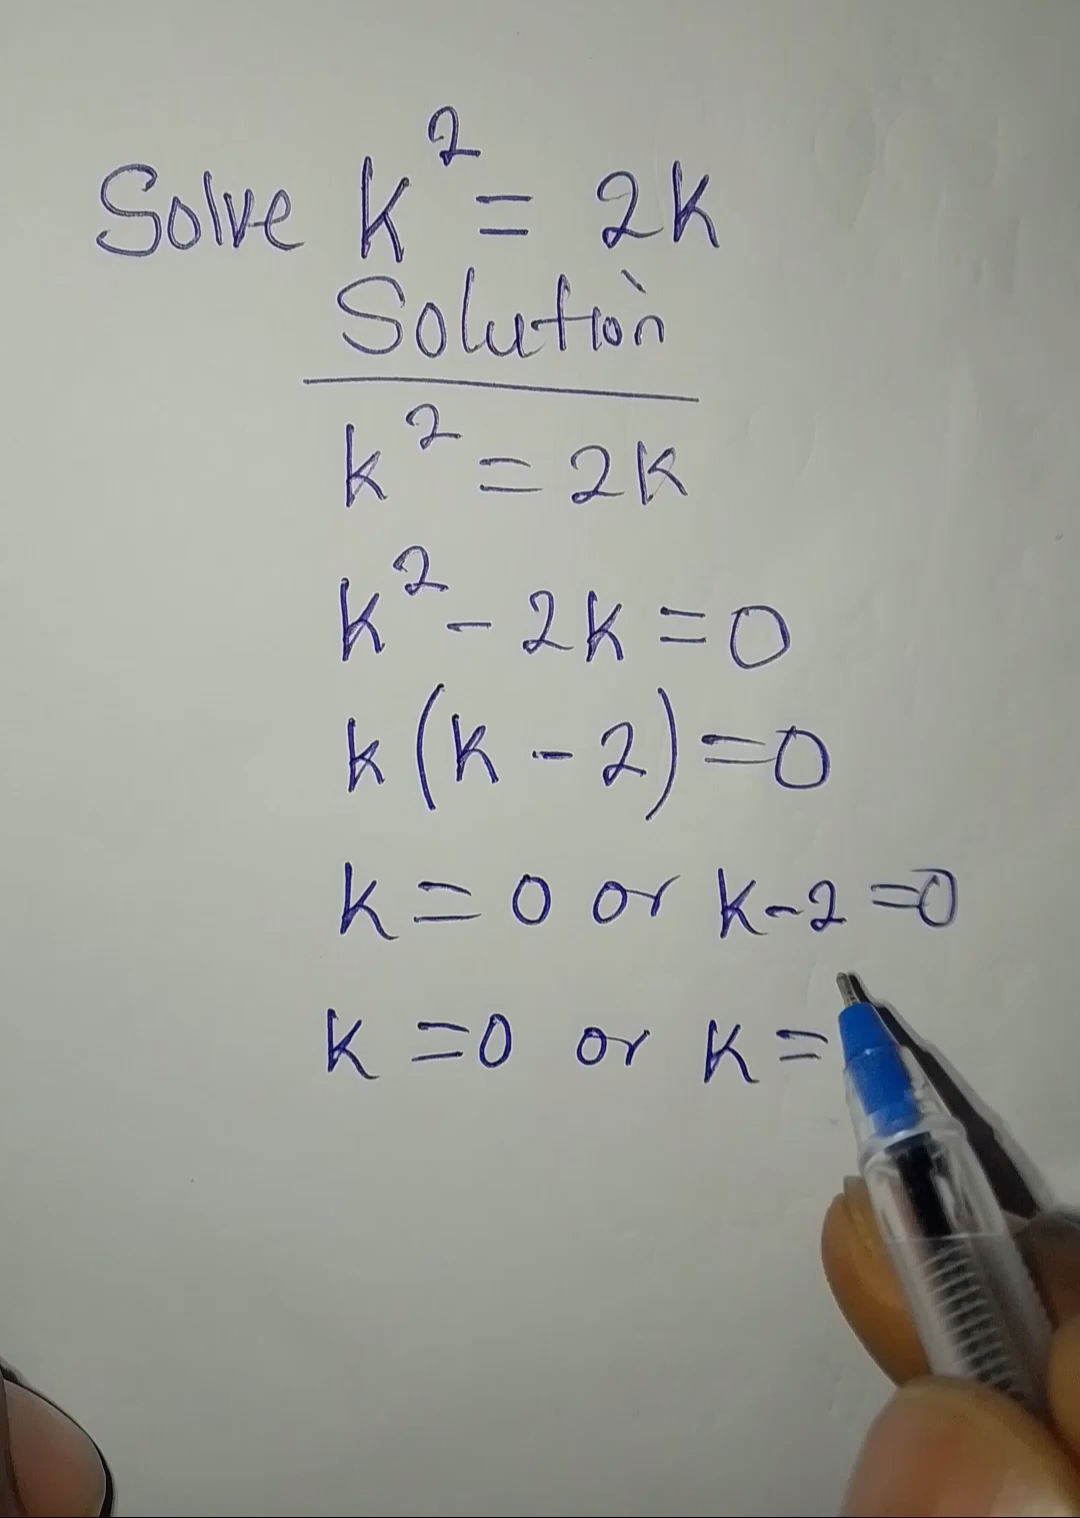 Solve k² = 2k
Solution
k² = 2k
k² - 2k = 0
k (k - 2) = 0
k = 0 or k - 2 = 0
k = 0 or k =